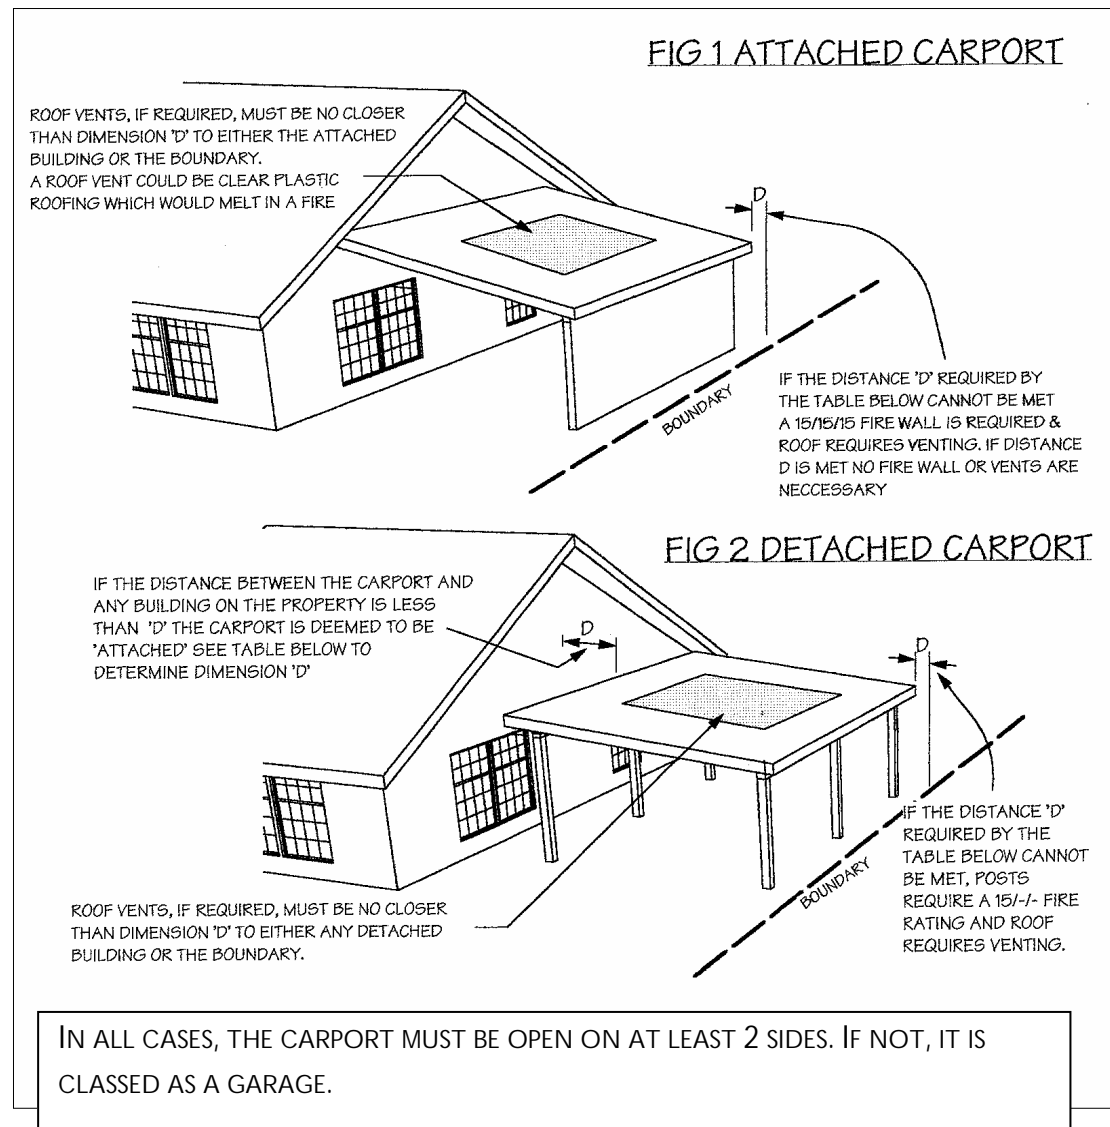 FIG 1 ATTACHED CARPORT
ROOF VENTS, IF REQUIRED, MUST BE NO CLOSER
THAN DIMENSION 'D' TO EITHER THE ATTACHED
BUILDING OR THE BOUNDARY.
A ROOF VENT COULD BE CLEAR PLASTIC
ROOFING WHICH WOULD MELT IN A FIRE
D
BOUNDARY
IF THE DISTANCE 'D' REQUIRED BY
THE TABLE BELOW CANNOT BE MET
A 15/15/15 FIRE WALL IS REQUIRED &
ROOF REQUIRES VENTING. IF DISTANCE
D IS MET NO FIRE WALL OR VENTS ARE
NECCESSARY
FIG 2 DETACHED CARPORT
IF THE DISTANCE BETWEEN THE CARPORT AND
ANY BUILDING ON THE PROPERTY IS LESS
THAN 'D' THE CARPORT IS DEEMED TO BE
'ATTACHED' SEE TABLE BELOW TO
DETERMINE DIMENSION 'D'
D
D
BOUNDARY
IF THE DISTANCE 'D'
REQUIRED BY THE
TABLE BELOW CANNOT
BE MET, POSTS
REQUIRE A 15/-/- FIRE
RATING AND ROOF
REQUIRES VENTING.
ROOF VENTS, IF REQUIRED, MUST BE NO CLOSER
THAN DIMENSION 'D' TO EITHER ANY DETACHED
BUILDING OR THE BOUNDARY.
IN ALL CASES, THE CARPORT MUST BE OPEN ON AT LEAST 2 SIDES. IF NOT, IT IS
CLASSED AS A GARAGE.